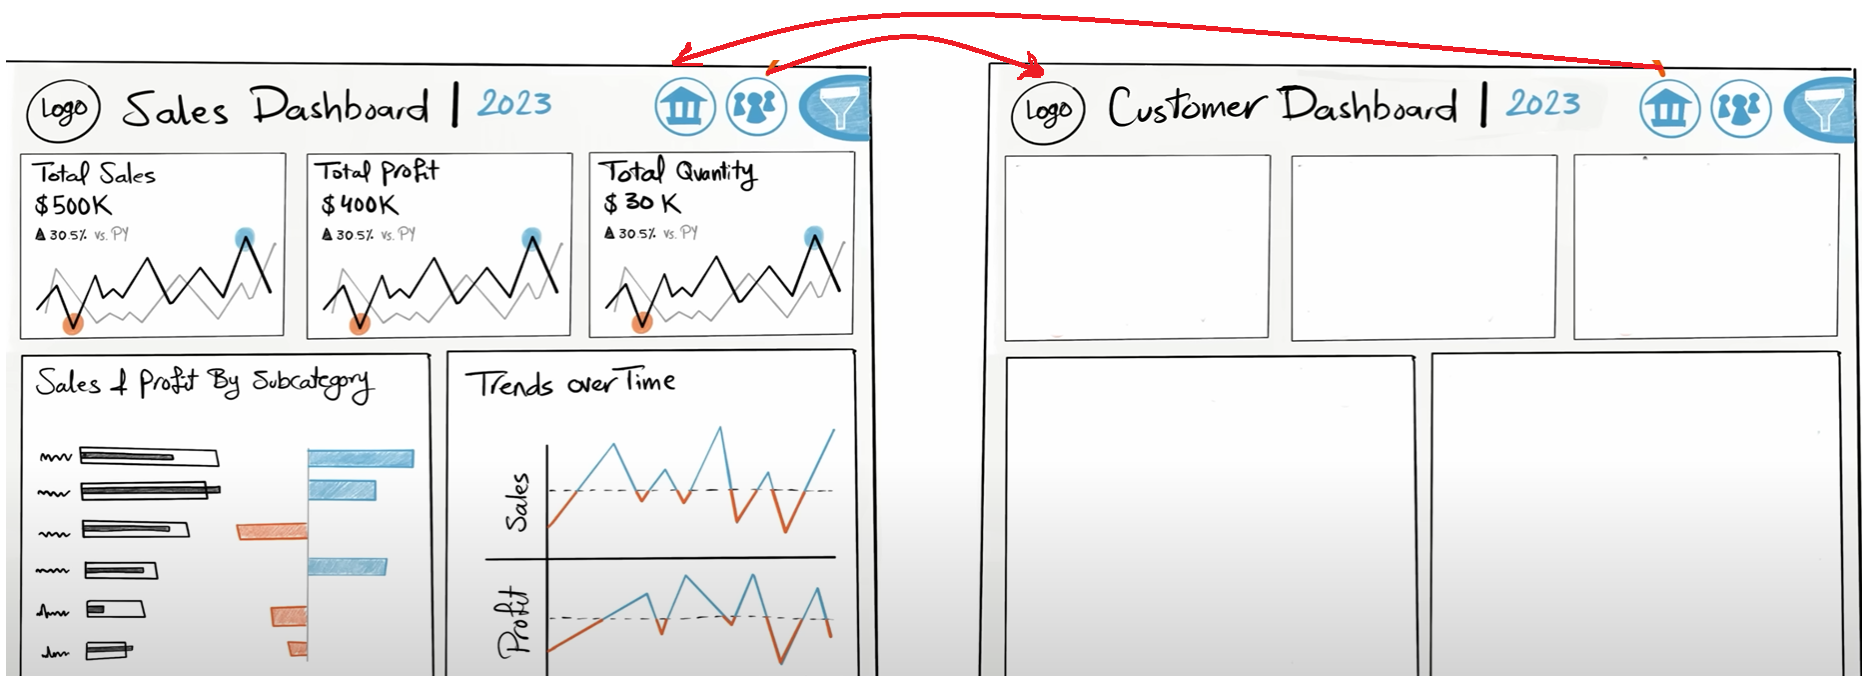 Logo
Sales Dashboard | 2023
Total Sales
$500K
▲ 30.5% vs. PY
Total Profit
$400K
▲ 30.5% vs. PY
Total Quantity
$30K
▲ 30.5% vs. PY
Sales & Profit By Subcategory
Trends over Time
Sales
Profit
Logo
Customer Dashboard | 2023